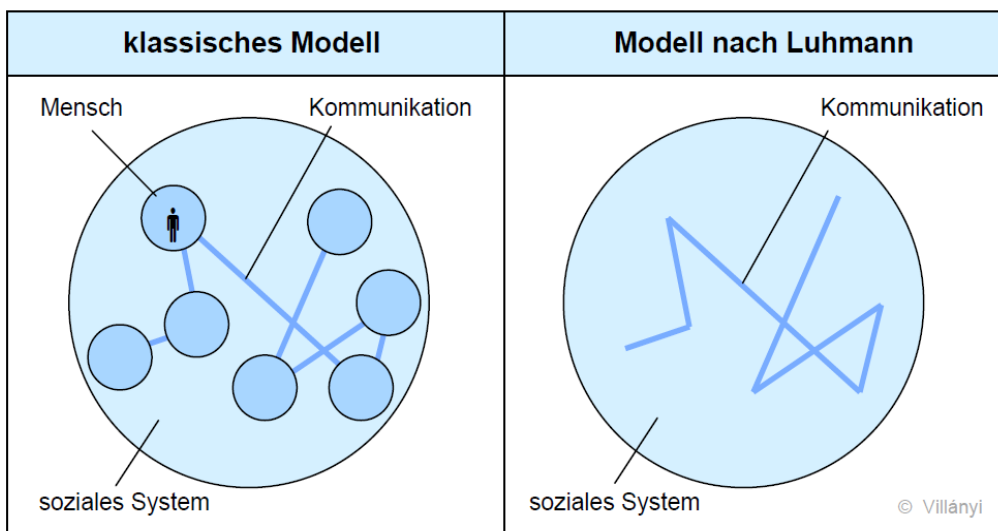 klassisches Modell
Modell nach Luhmann
Mensch
Kommunikation
soziales System
Kommunikation
soziales System
© Villányi